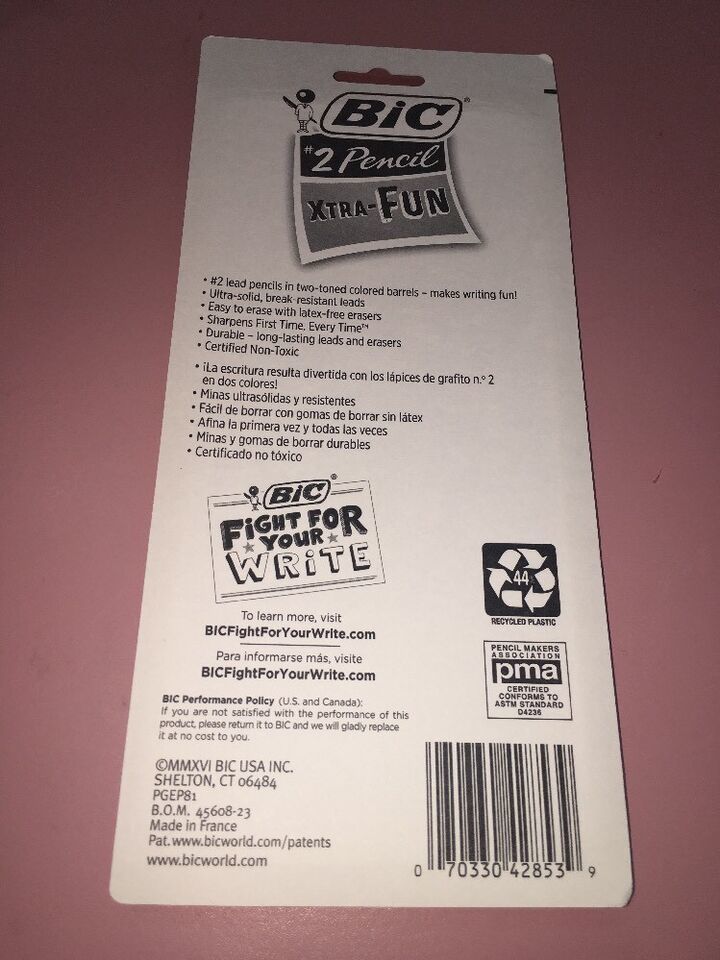 BiC®
#2 Pencil
XTRA-FUN
• #2 lead pencils in two-toned colored barrels – makes writing fun!
• Ultra-solid, break-resistant leads
• Easy to erase with latex-free erasers
• Sharpens First Time, Every Time™
• Durable – long-lasting leads and erasers
• Certified Non-Toxic
• ¡La escritura resulta divertida con los lápices de grafito n.º 2
en dos colores!
• Minas ultrasólidas y resistentes
• Fácil de borrar con gomas de borrar sin látex
• Afina la primera vez y todas las veces
• Minas y gomas de borrar durables
• Certificado no tóxico
BiC®
FiGHT FOR
YOUR
WRiTE
To learn more, visit
BICFightForYourWrite.com
Para informarse más, visite
BICFightForYourWrite.com
44
RECYCLED PLASTIC
PENCIL MAKERS
ASSOCIATION
pma
CERTIFIED
CONFORMS TO
ASTM STANDARD
D4236
BIC Performance Policy (U.S. and Canada):
If you are not satisfied with the performance of this
product, please return it to BIC and we will gladly replace
it at no cost to you.
©MMXVI BIC USA INC.
SHELTON, CT 06484
PGEP81
B.O.M. 45608-23
Made in France
Pat. www.bicworld.com/patents
www.bicworld.com
0 70330 42853 9